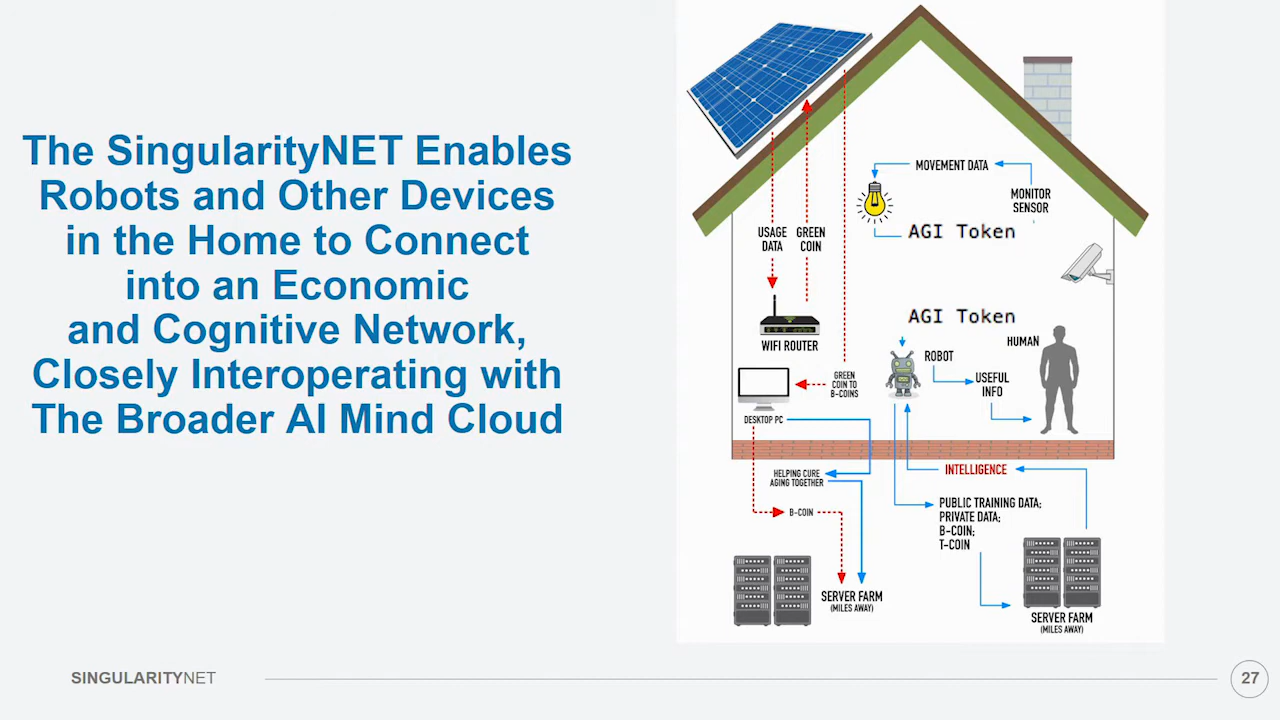 The SingularityNET Enables
Robots and Other Devices
in the Home to Connect
into an Economic
and Cognitive Network,
Closely Interoperating with
The Broader AI Mind Cloud
MOVEMENT DATA
MONITOR
SENSOR
AGI Token
USAGE
DATA
GREEN
COIN
WIFI ROUTER
AGI Token
HUMAN
ROBOT
USEFUL
INFO
GREEN
COIN TO
B-COINS
DESKTOP PC
HELPING CURE
AGING TOGETHER
B-COIN
INTELLIGENCE
PUBLIC TRAINING DATA;
PRIVATE DATA;
B-COIN;
T-COIN
SERVER FARM
(MILES AWAY)
SERVER FARM
(MILES AWAY)
SINGULARITYNET
27